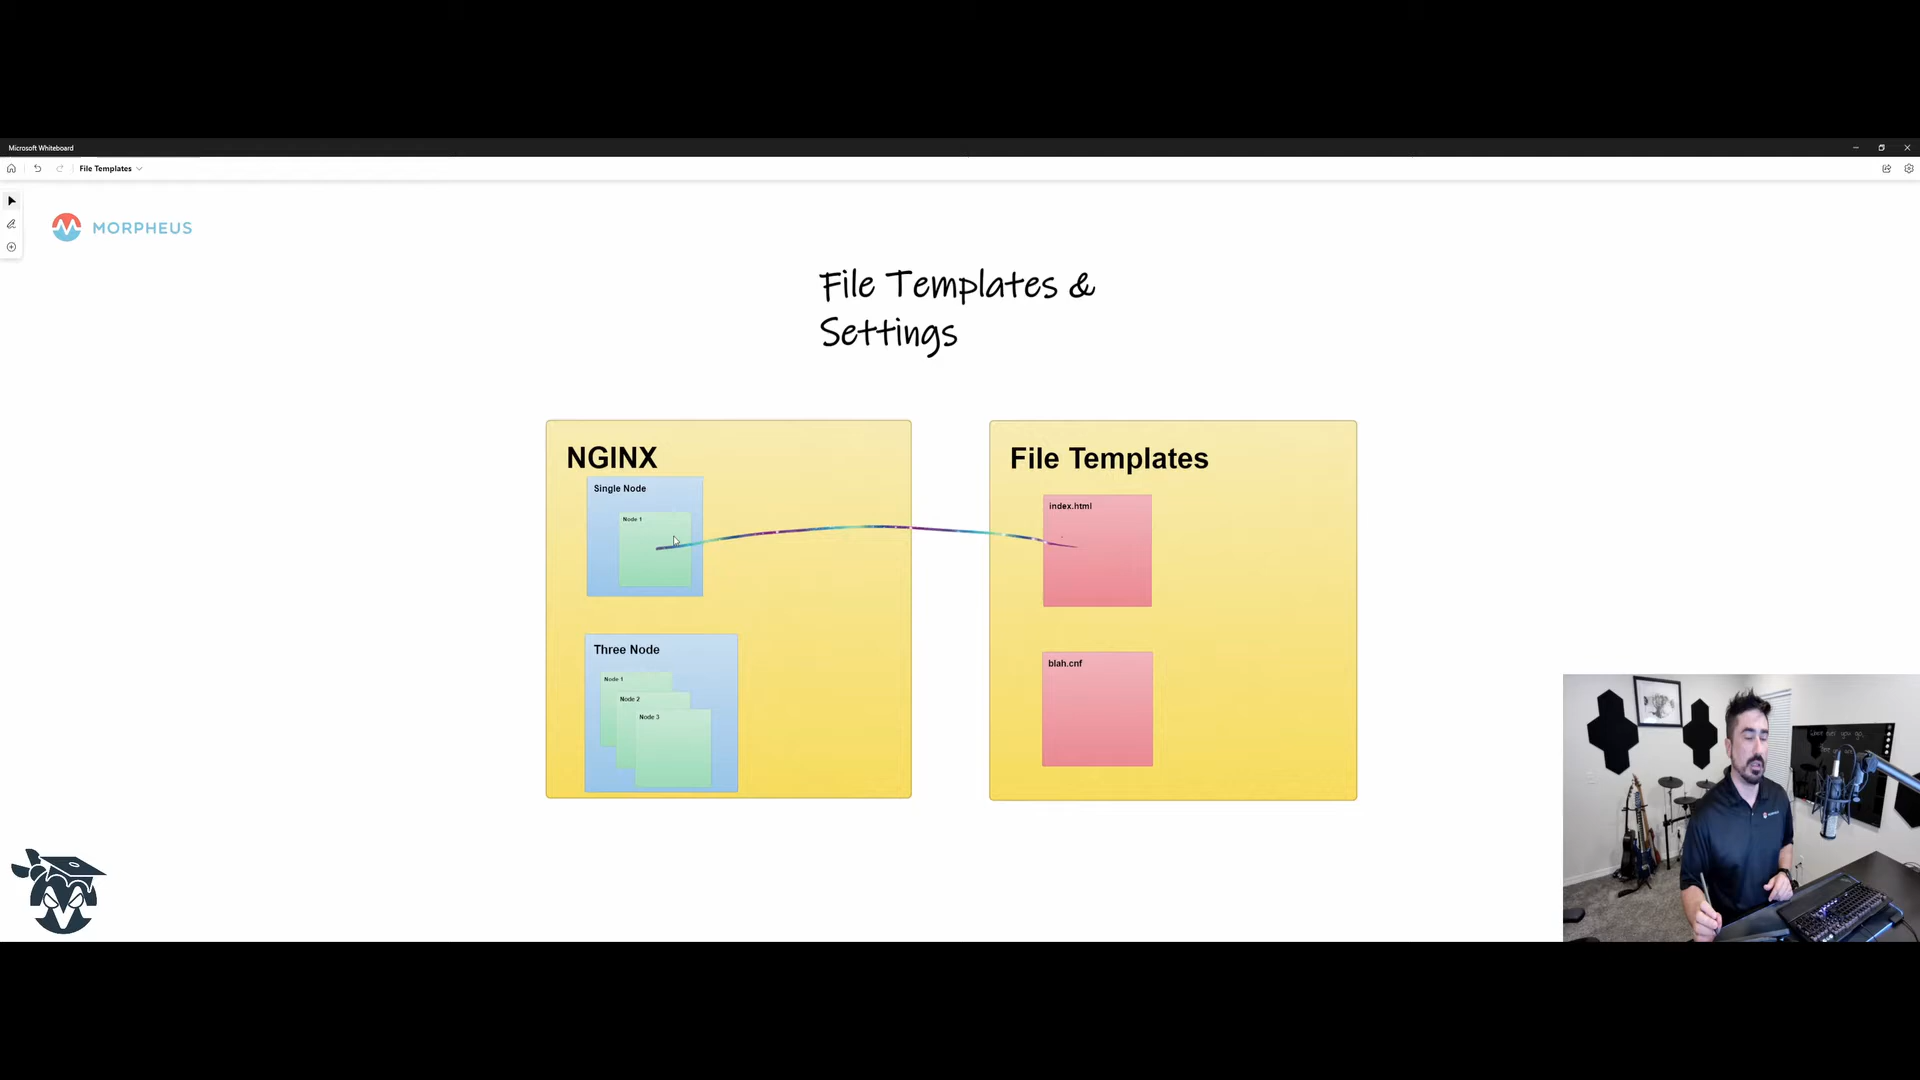 Microsoft Whiteboard
File Templates
MORPHEUS
File Templates &
Settings
NGINX
Single Node
Node 1
Three Node
Node 1
Node 2
Node 3
File Templates
index.html
blah.cnf